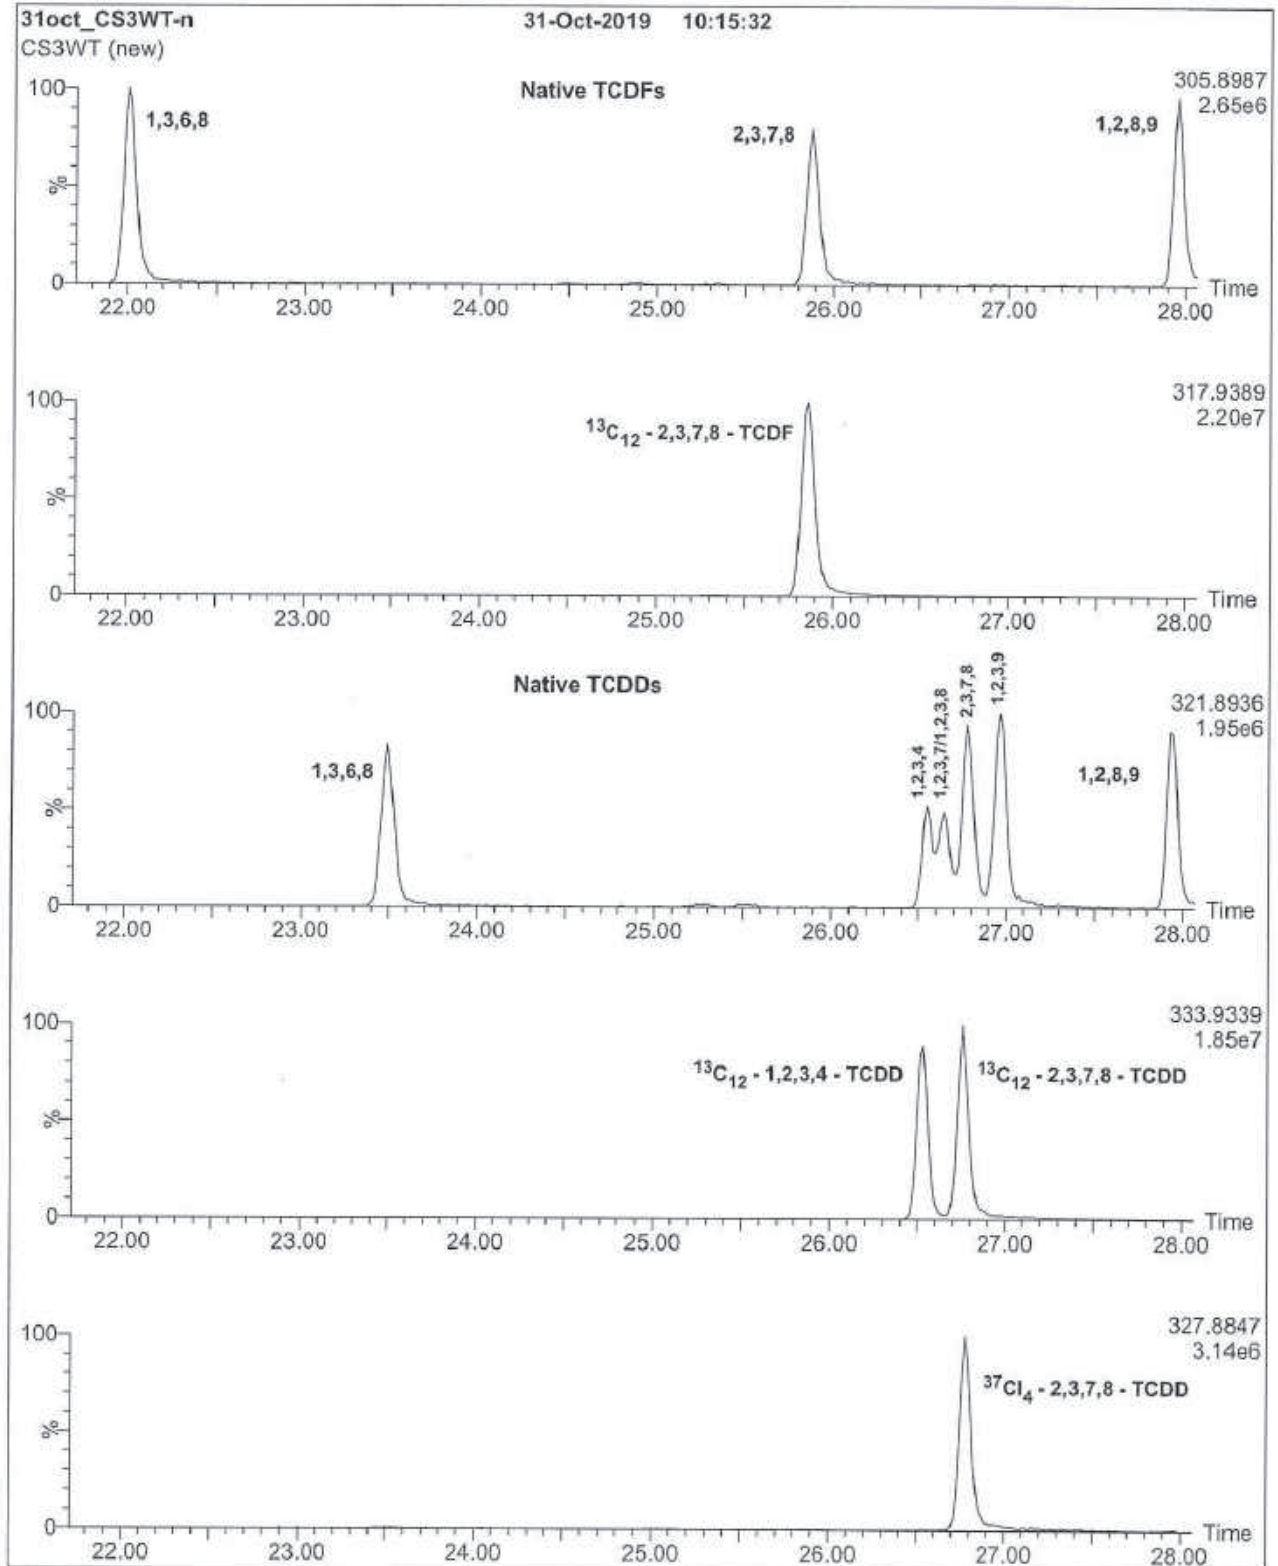 31oct_CS3WT-n 31-Oct-2019 10:15:32
CS3WT (new)
Native TCDFs
305.8987
2.65e6
100
1,3,6,8
2,3,7,8
1,2,8,9
%
0
Time
22.00 23.00 24.00 25.00 26.00 27.00 28.00
317.9389
2.20e7
100
¹³C₁₂ - 2,3,7,8 - TCDF
%
0
Time
22.00 23.00 24.00 25.00 26.00 27.00 28.00
Native TCDDs
321.8936
1.95e6
100
1,3,6,8
1,2,3,4
1,2,3,7/1,2,3,8
2,3,7,8
1,2,3,9
1,2,8,9
%
0
Time
22.00 23.00 24.00 25.00 26.00 27.00 28.00
333.9339
1.85e7
100
¹³C₁₂ - 1,2,3,4 - TCDD
¹³C₁₂ - 2,3,7,8 - TCDD
%
0
Time
22.00 23.00 24.00 25.00 26.00 27.00 28.00
327.8847
3.14e6
100
³⁷Cl₄ - 2,3,7,8 - TCDD
%
0
Time
22.00 23.00 24.00 25.00 26.00 27.00 28.00